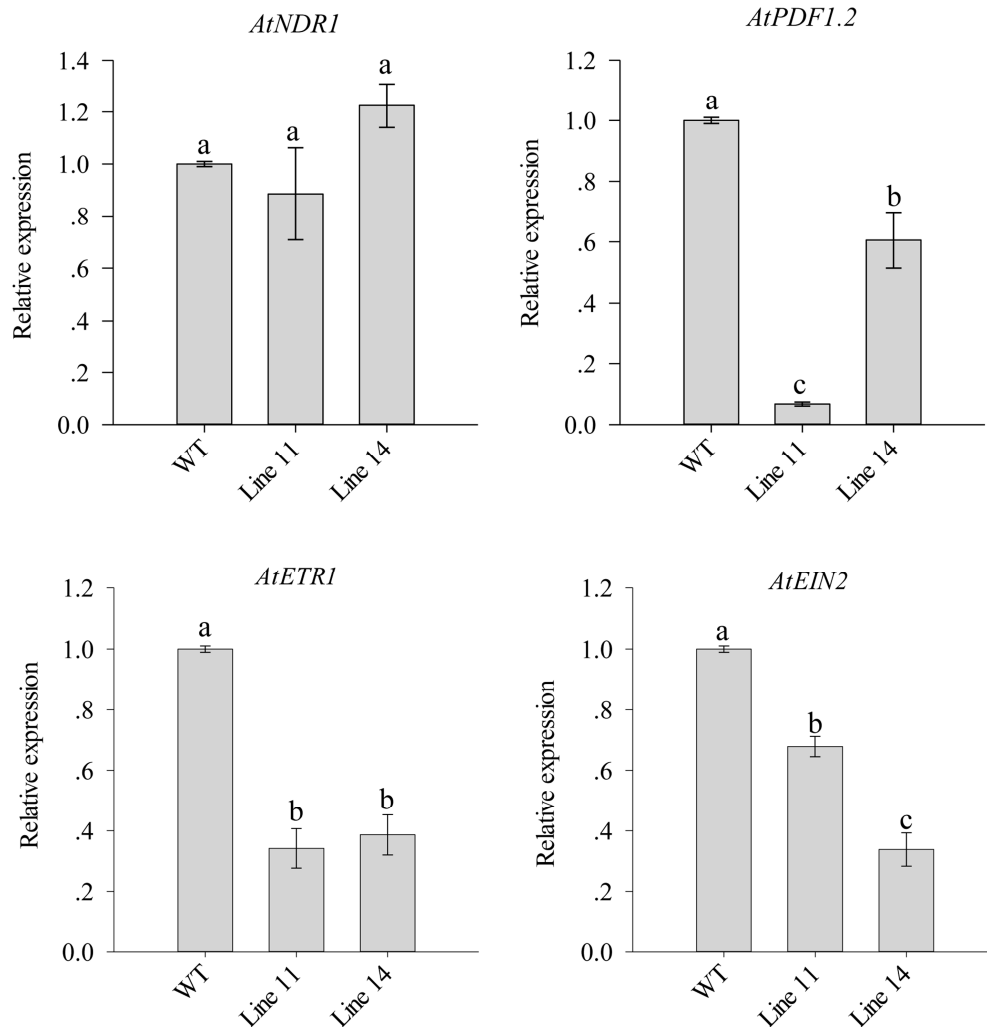 AtNDR1
Relative expression
1.4
1.2
1.0
.8
.6
.4
.2
0.0
a
a
a
WT
Line 11
Line 14
AtPDF1.2
Relative expression
1.2
1.0
.8
.6
.4
.2
0.0
a
c
b
WT
Line 11
Line 14
AtETR1
Relative expression
1.2
1.0
.8
.6
.4
.2
0.0
a
b
b
WT
Line 11
Line 14
AtEIN2
Relative expression
1.2
1.0
.8
.6
.4
.2
0.0
a
b
c
WT
Line 11
Line 14